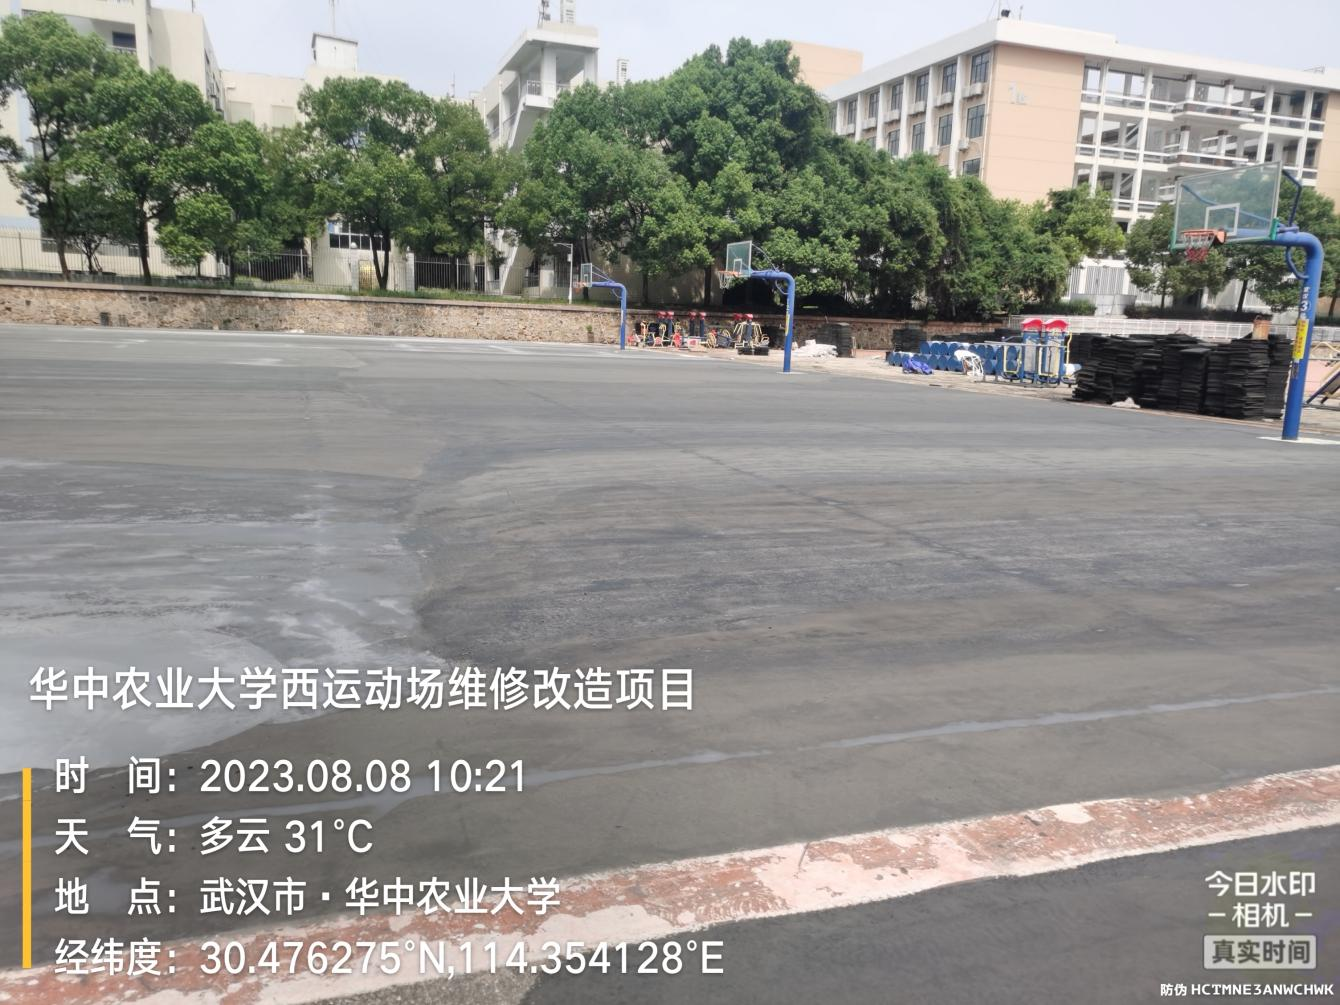 华中农业大学西运动场维修改造项目
时 间：2023.08.08 10:21
天 气：多云 31℃
地 点：武汉市·华中农业大学
经纬度：30.476275°N,114.354128°E
今日水印
-相机-
真实时间
防伪 HCTMNE3ANWCHWK